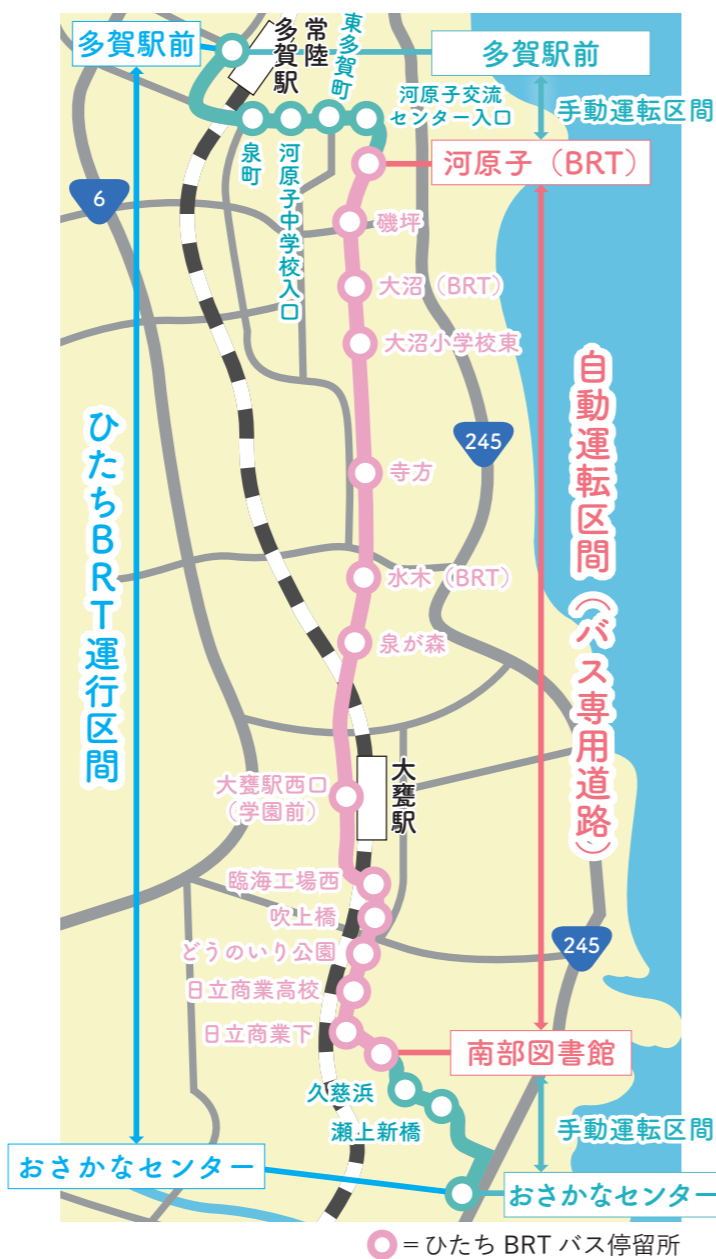 多賀駅前
常陸
多賀駅
東多賀町
多賀駅前
河原子交流
センター入口
手動運転区間
泉町
河原子中学校入口
河原子（BRT）
6
磯坪
大沼（BRT）
大沼小学校東
自動運転区間（バス専用道路）
ひたちBRT運行区間
245
寺方
水木（BRT）
泉が森
大甕駅西口
（学園前）
大甕駅
臨海工場西
吹上橋
どうのいり公園
245
日立商業高校
日立商業下
南部図書館
久慈浜
瀬上新橋
手動運転区間
おさかなセンター
おさかなセンター
＝ひたち BRT バス停留所